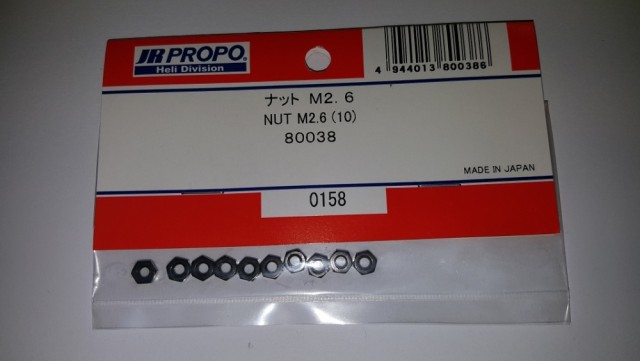 JR PROPO®
Heli Division
4 944013 800386
ナット M2.6
NUT M2.6 (10)
80038
MADE IN JAPAN
0158